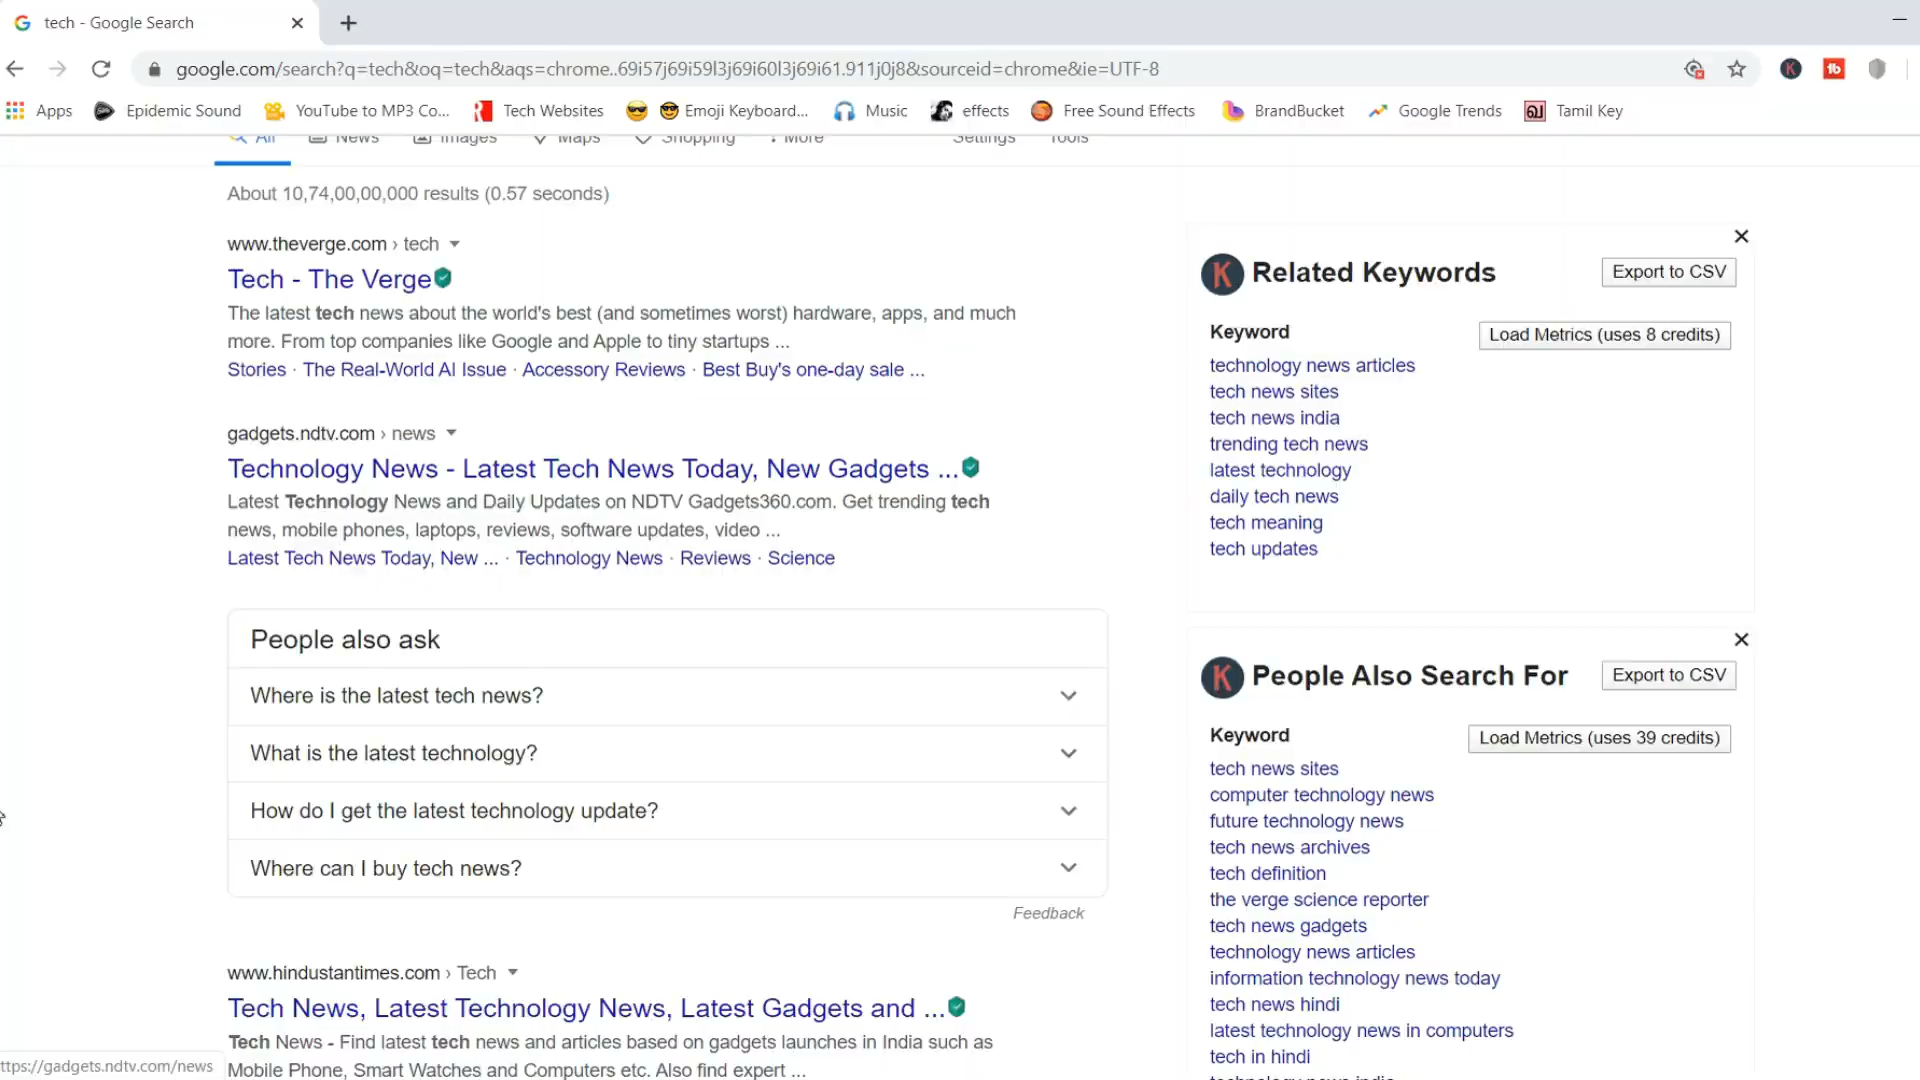 tech - Google Search
google.com/search?q=tech&oq=tech&aqs=chrome..69i57j69i59l3j69i60l3j69i61.911j0j8&sourceid=chrome&ie=UTF-8
Apps Epidemic Sound YouTube to MP3 Co... Tech Websites Emoji Keyboard... Music effects Free Sound Effects BrandBucket Google Trends Tamil Key
All News Images Maps Shopping More Settings Tools
About 10,74,00,00,000 results (0.57 seconds)
www.theverge.com › tech
Tech - The Verge
The latest tech news about the world's best (and sometimes worst) hardware, apps, and much
more. From top companies like Google and Apple to tiny startups ...
Stories · The Real-World AI Issue · Accessory Reviews · Best Buy's one-day sale ...
gadgets.ndtv.com › news
Technology News - Latest Tech News Today, New Gadgets ...
Latest Technology News and Daily Updates on NDTV Gadgets360.com. Get trending tech
news, mobile phones, laptops, reviews, software updates, video ...
Latest Tech News Today, New ... · Technology News · Reviews · Science
People also ask
Where is the latest tech news?
What is the latest technology?
How do I get the latest technology update?
Where can I buy tech news?
Feedback
www.hindustantimes.com › Tech
Tech News, Latest Technology News, Latest Gadgets and ...
Tech News - Find latest tech news and articles based on gadgets launches in India such as
Mobile Phone, Smart Watches and Computers etc. Also find expert ...
ttps://gadgets.ndtv.com/news
K Related Keywords Export to CSV
Keyword Load Metrics (uses 8 credits)
technology news articles
tech news sites
tech news india
trending tech news
latest technology
daily tech news
tech meaning
tech updates
K People Also Search For Export to CSV
Keyword Load Metrics (uses 39 credits)
tech news sites
computer technology news
future technology news
tech news archives
tech definition
the verge science reporter
tech news gadgets
technology news articles
information technology news today
tech news hindi
latest technology news in computers
tech in hindi